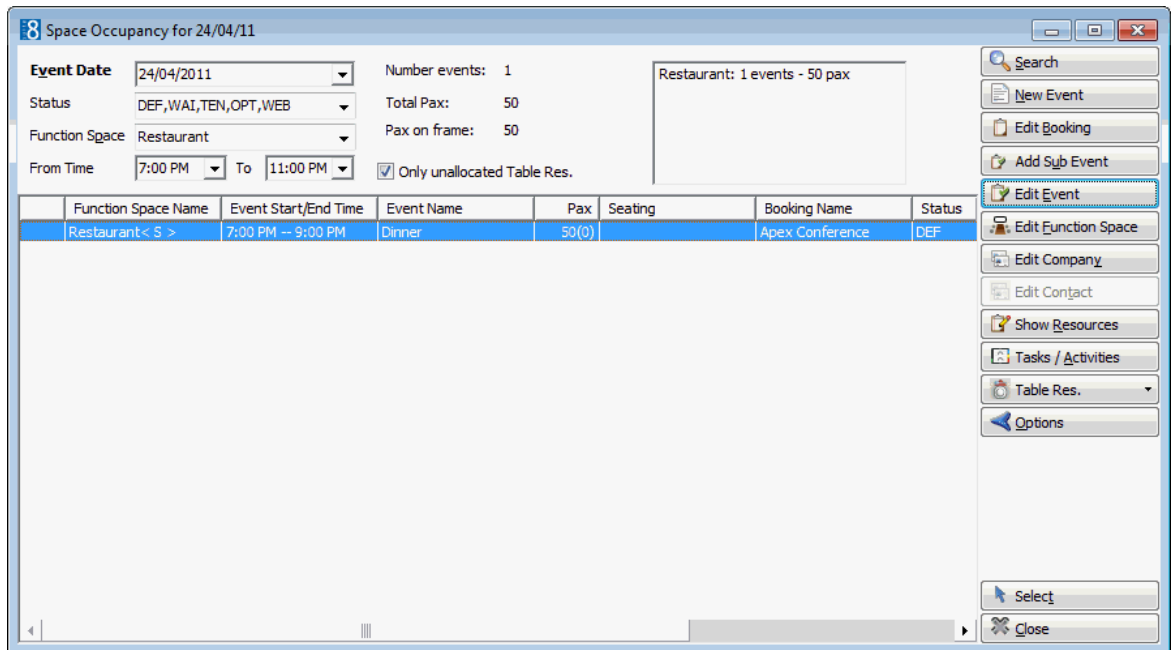 8 Space Occupancy for 24/04/11
Event Date 24/04/2011
Status DEF,WAI,TEN,OPT,WEB
Function Space Restaurant
From Time 7:00 PM To 11:00 PM
Number events: 1
Total Pax: 50
Pax on frame: 50
Only unallocated Table Res.
Restaurant: 1 events - 50 pax
Function Space Name Event Start/End Time Event Name Pax Seating Booking Name Status
Restaurant< S > 7:00 PM -- 9:00 PM Dinner 50(0) Apex Conference DEF
Search
New Event
Edit Booking
Add Sub Event
Edit Event
Edit Function Space
Edit Company
Edit Contact
Show Resources
Tasks / Activities
Table Res.
Options
Select
Close